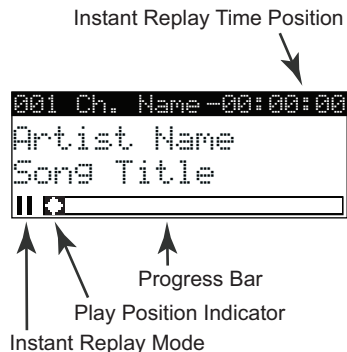 Instant Replay Time Position
001 Ch. Name -00:00:00
Artist Name
Song Title
Progress Bar
Play Position Indicator
Instant Replay Mode